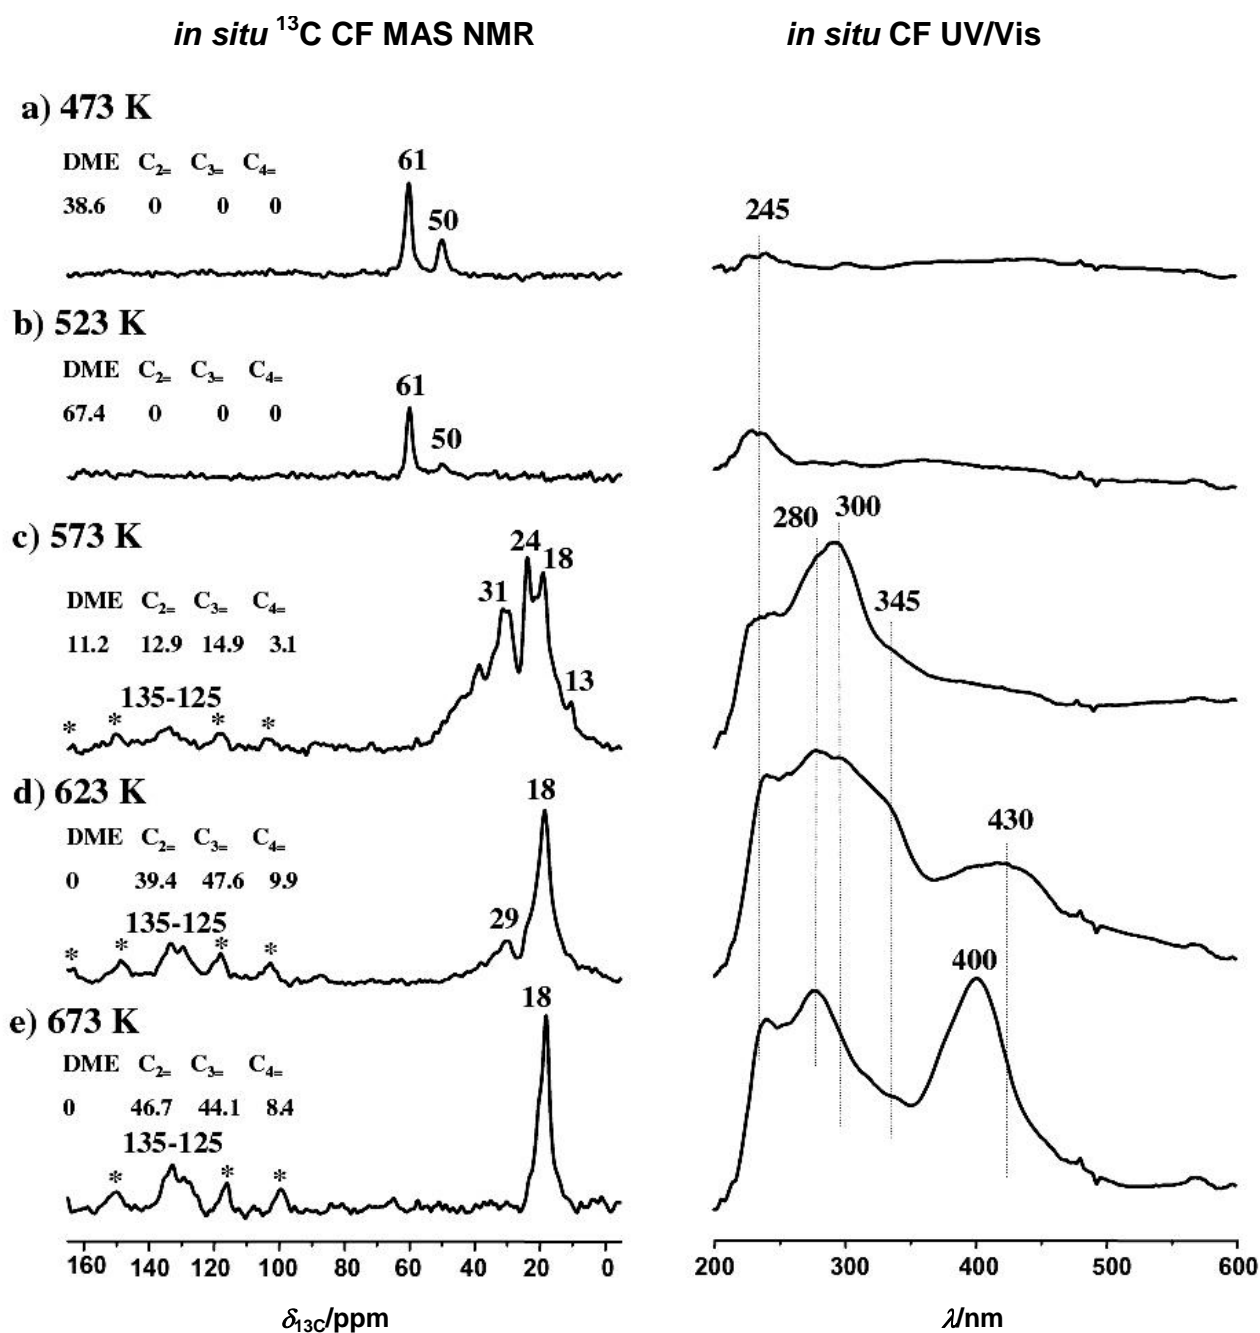 in situ ¹³C CF MAS NMR
in situ CF UV/Vis
a) 473 K
DME C₂₌ C₃₌ C₄₌
38.6 0 0 0
61
50
245
b) 523 K
DME C₂₌ C₃₌ C₄₌
67.4 0 0 0
61
50
c) 573 K
DME C₂₌ C₃₌ C₄₌
11.2 12.9 14.9 3.1
135-125
* * * *
31
24
18
13
280
300
345
d) 623 K
DME C₂₌ C₃₌ C₄₌
0 39.4 47.6 9.9
135-125
* * * *
29
18
430
e) 673 K
DME C₂₌ C₃₌ C₄₌
0 46.7 44.1 8.4
135-125
* * *
18
400
160 140 120 100 80 60 40 20 0
δ₁₃C/ppm
200 300 400 500 600
λ/nm